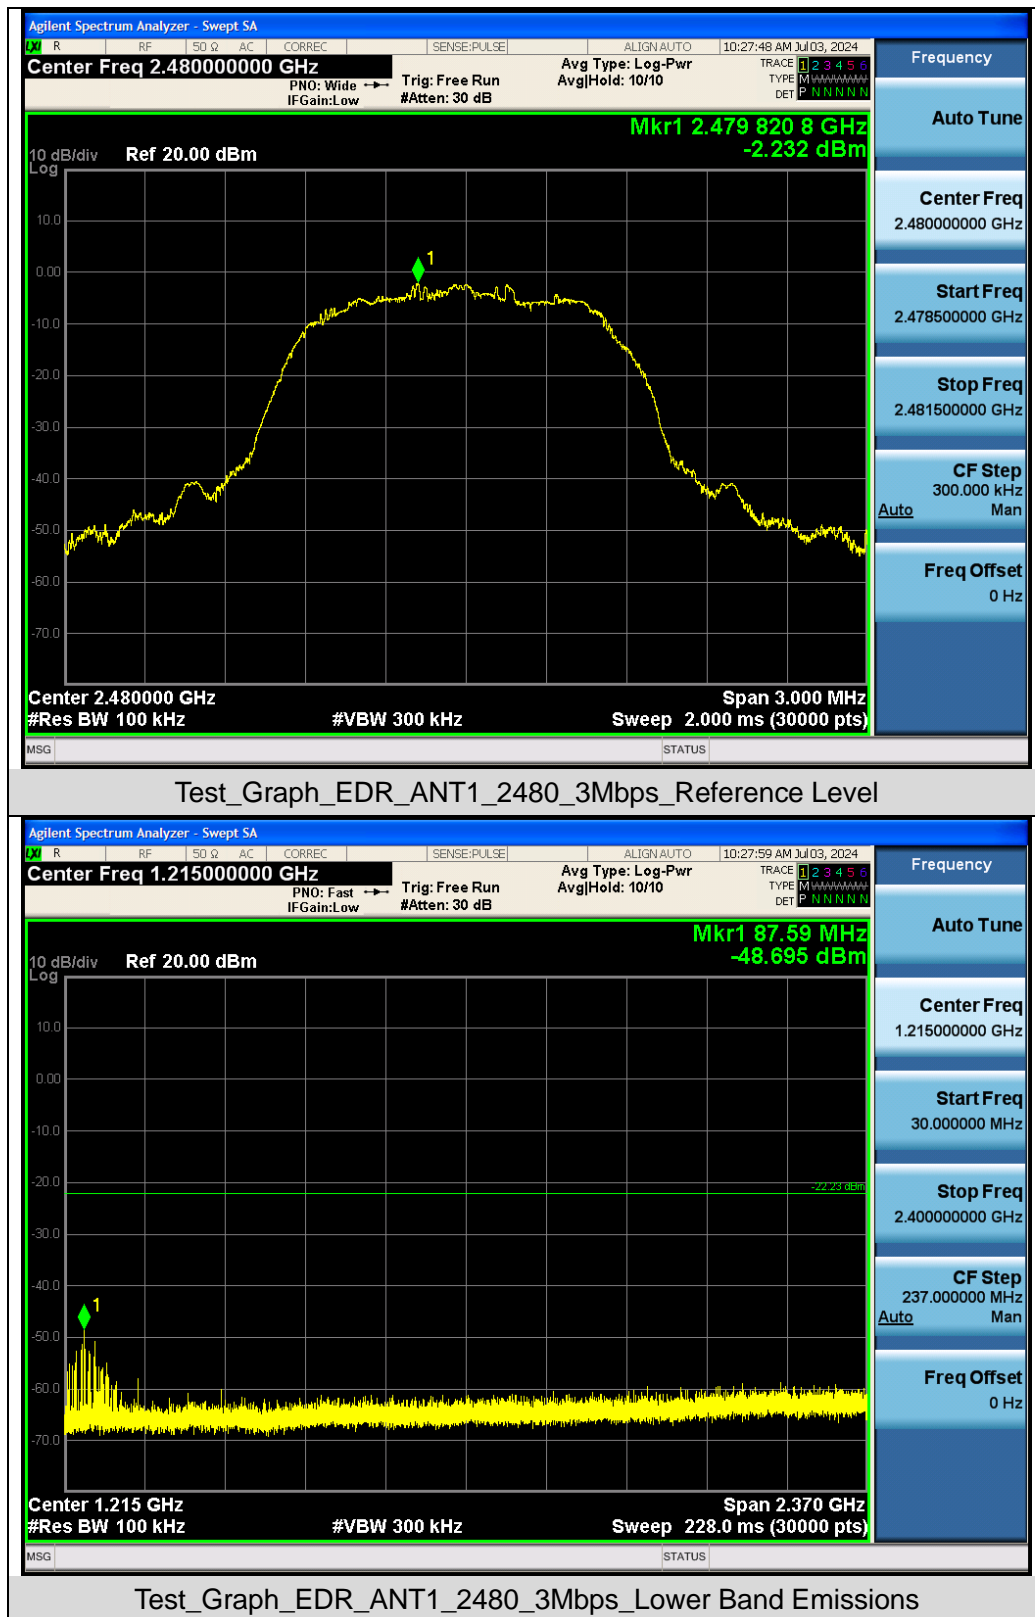 Agilent Spectrum Analyzer - Swept SA
LXI R RF 50 Ω AC CORREC SENSE:PULSE ALIGN AUTO 10:27:48 AM Jul 03, 2024
Center Freq 2.480000000 GHz
PNO: Wide
IFGain:Low
Trig: Free Run
#Atten: 30 dB
Avg Type: Log-Pwr
Avg|Hold: 10/10
TRACE 1 2 3 4 5 6
TYPE M
DET P N N N N N
Frequency
Auto Tune
Center Freq
2.480000000 GHz
Start Freq
2.478500000 GHz
Stop Freq
2.481500000 GHz
CF Step
300.000 kHz
Auto Man
Freq Offset
0 Hz
Mkr1 2.479 820 8 GHz
-2.232 dBm
10 dB/div Ref 20.00 dBm
Log
10.0
0.00
-10.0
-20.0
-30.0
-40.0
-50.0
-60.0
-70.0
1
Center 2.480000 GHz Span 3.000 MHz
#Res BW 100 kHz #VBW 300 kHz Sweep 2.000 ms (30000 pts)
MSG STATUS
Test_Graph_EDR_ANT1_2480_3Mbps_Reference Level
Agilent Spectrum Analyzer - Swept SA
LXI R RF 50 Ω AC CORREC SENSE:PULSE ALIGN AUTO 10:27:59 AM Jul 03, 2024
Center Freq 1.215000000 GHz
PNO: Fast
IFGain:Low
Trig: Free Run
#Atten: 30 dB
Avg Type: Log-Pwr
Avg|Hold: 10/10
TRACE 1 2 3 4 5 6
TYPE M
DET P N N N N N
Frequency
Auto Tune
Center Freq
1.215000000 GHz
Start Freq
30.000000 MHz
Stop Freq
2.400000000 GHz
CF Step
237.000000 MHz
Auto Man
Freq Offset
0 Hz
Mkr1 87.59 MHz
-48.695 dBm
10 dB/div Ref 20.00 dBm
Log
10.0
0.00
-10.0
-20.0
-30.0
-40.0
-50.0
-60.0
-70.0
-22.23 dBm
1
Center 1.215 GHz Span 2.370 GHz
#Res BW 100 kHz #VBW 300 kHz Sweep 228.0 ms (30000 pts)
MSG STATUS
Test_Graph_EDR_ANT1_2480_3Mbps_Lower Band Emissions